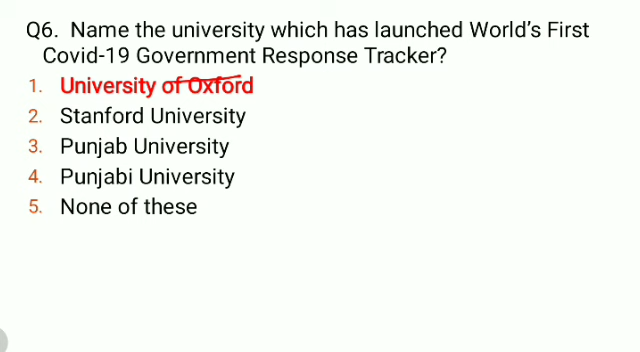 Q6. Name the university which has launched World's First
Covid-19 Government Response Tracker?
1. University of Oxford
2. Stanford University
3. Punjab University
4. Punjabi University
5. None of these